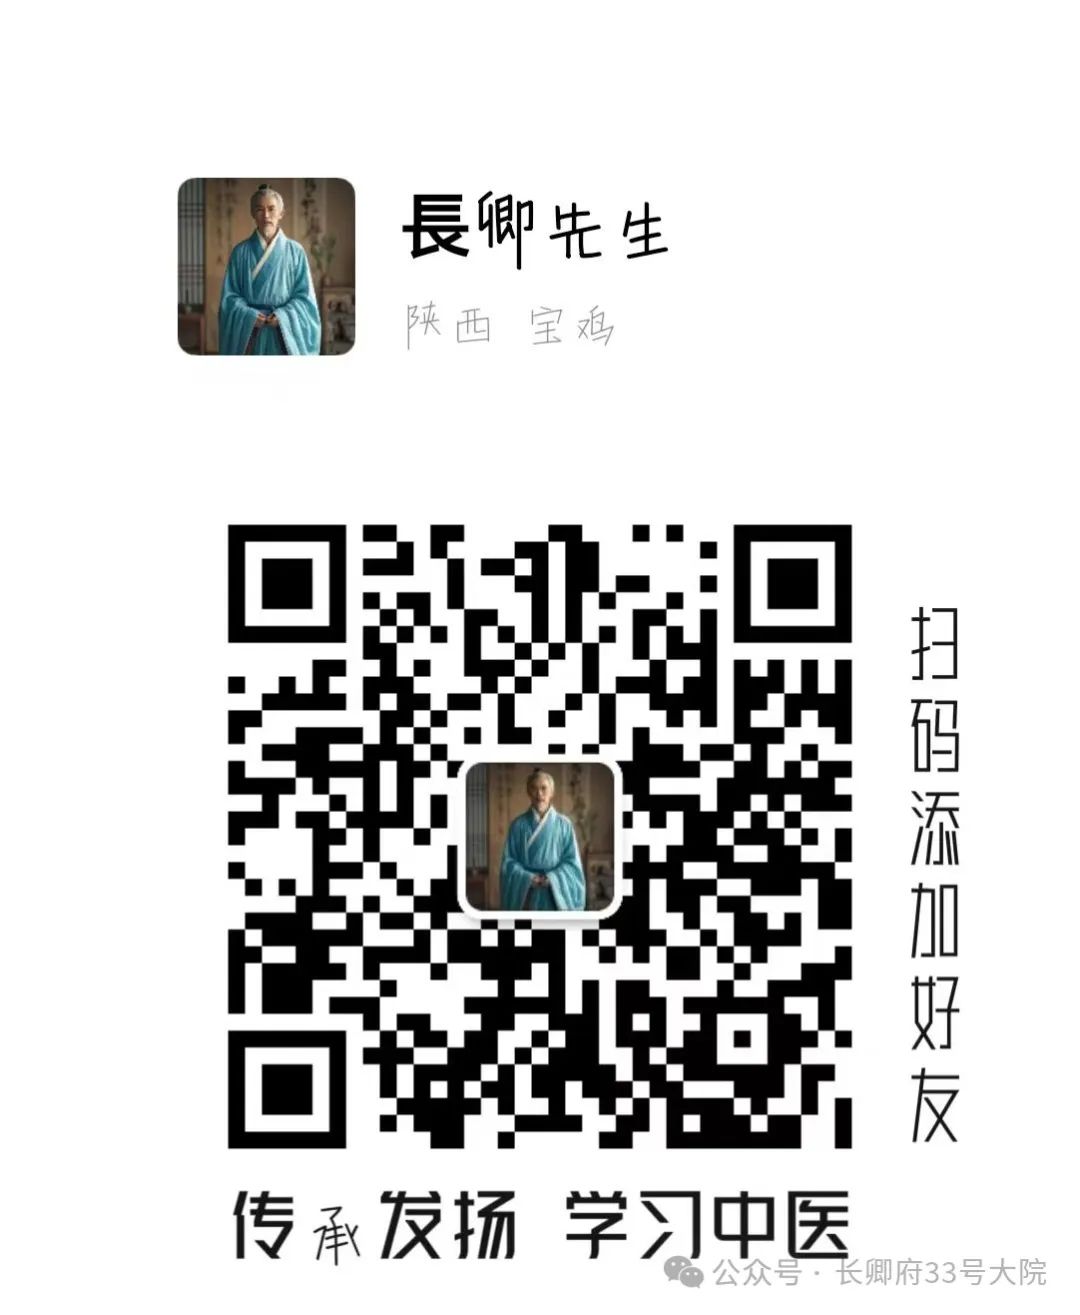 長卿先生
陕西 宝鸡
扫码添加好友
传承发扬 学习中医
公众号 · 长卿府33号大院